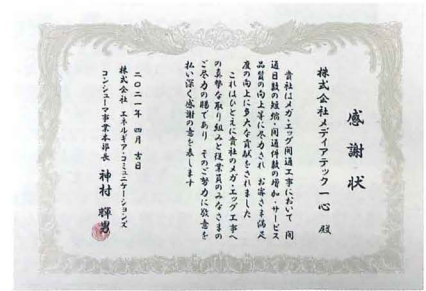 感謝状
株式会社メディアテック一心 殿
貴社はメガ・エッグ開通工事において 開
通日数の短縮・開通件数の増加・サービス
品質の向上等に尽力され お客さま満足
度の向上に多大な貢献をされました
これはひとえに貴社のメガ・エッグ工事へ
の真摯な取り組みと従業員のみなさまの
ご尽力の賜であり そのご努力に敬意を
払い深く感謝の意を表します
二〇二一年 四月 吉日
株式会社 エネルギア・コミュニケーションズ
コンシューマ事業本部長 神村 輝男